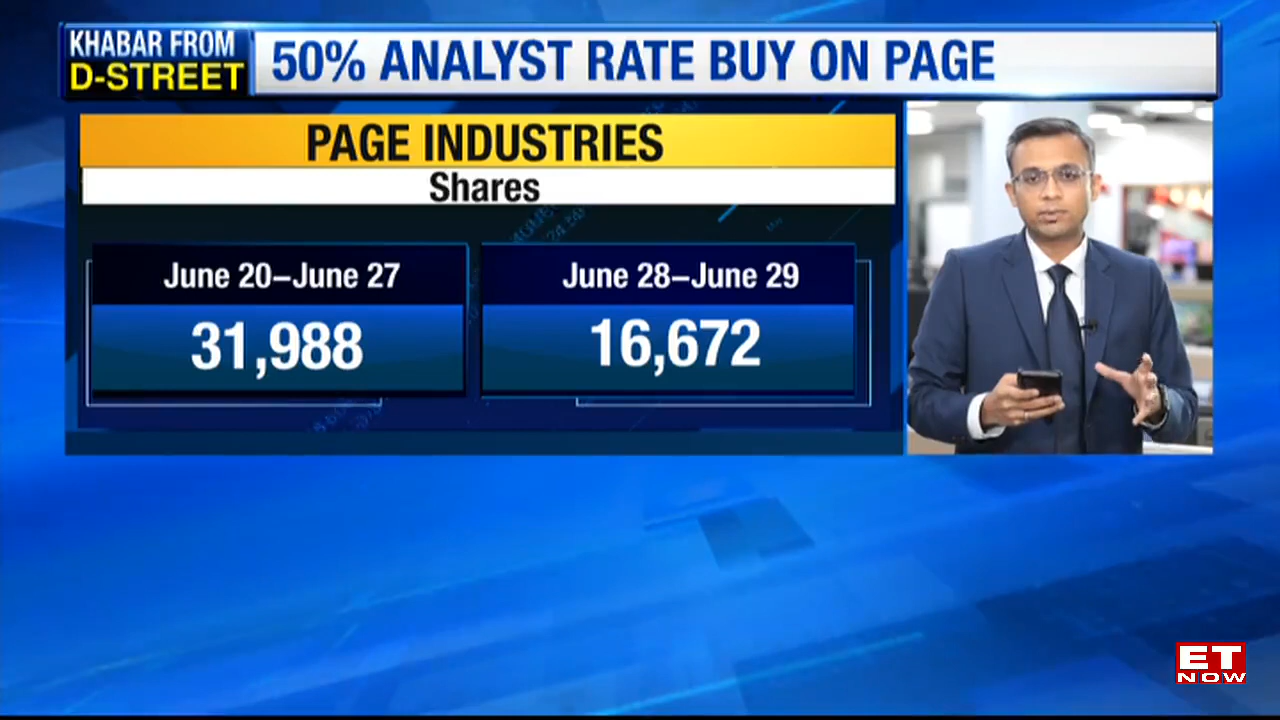 KHABAR FROM
D-STREET
50% ANALYST RATE BUY ON PAGE
PAGE INDUSTRIES
Shares
June 20–June 27
June 28–June 29
31,988
16,672
ET
NOW